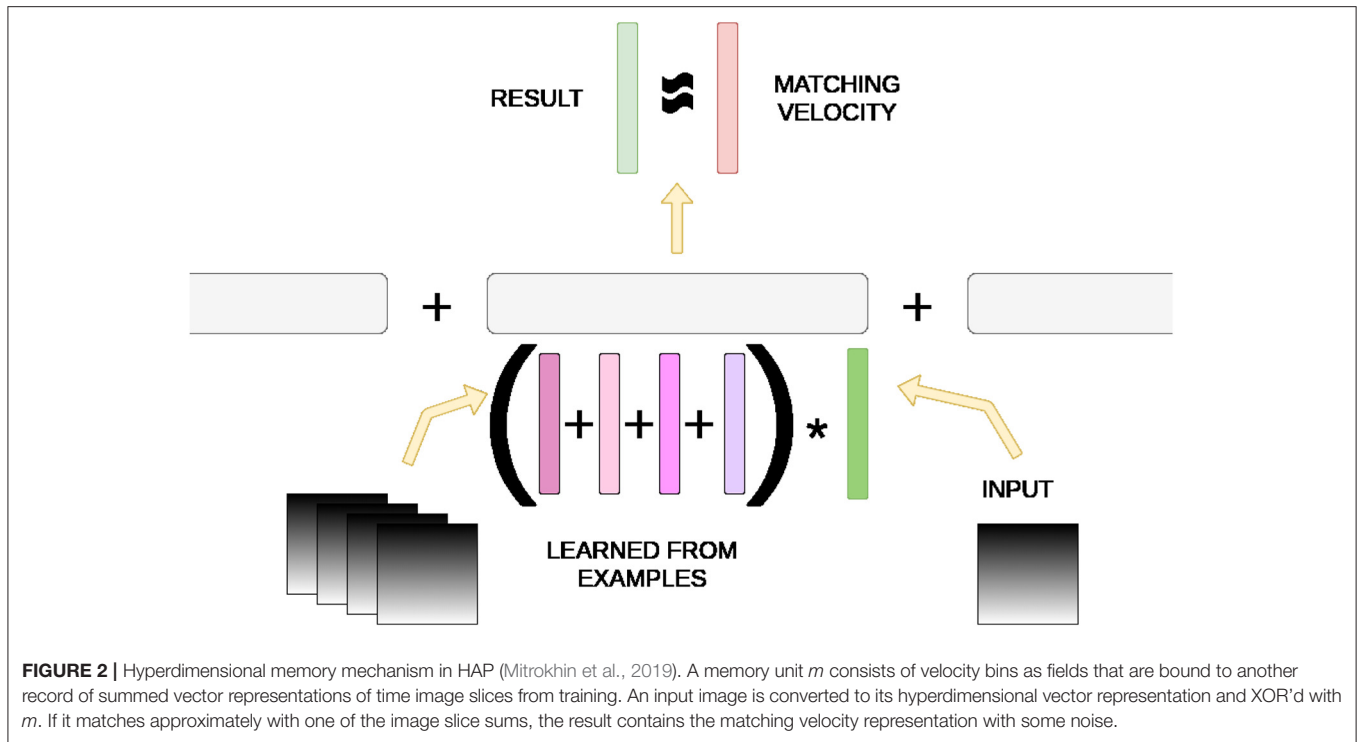 RESULT
≈
MATCHING
VELOCITY
+
+
( + + + ) *
INPUT
LEARNED FROM
EXAMPLES
FIGURE 2 | Hyperdimensional memory mechanism in HAP (Mitrokhin et al., 2019). A memory unit m consists of velocity bins as fields that are bound to another
record of summed vector representations of time image slices from training. An input image is converted to its hyperdimensional vector representation and XOR'd with
m. If it matches approximately with one of the image slice sums, the result contains the matching velocity representation with some noise.